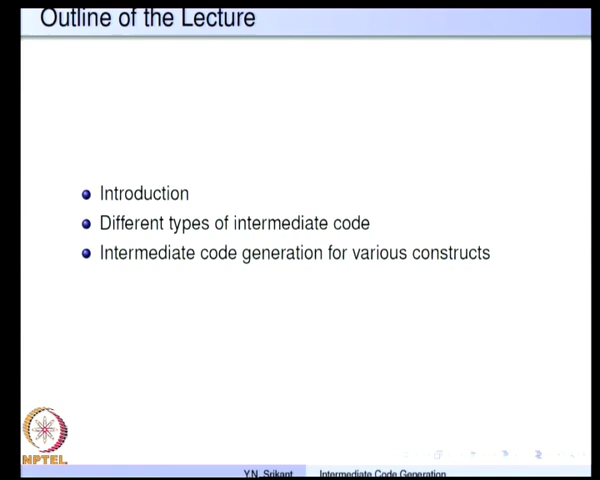 Outline of the Lecture
Introduction
Different types of intermediate code
Intermediate code generation for various constructs
NPTEL
Y.N. Srikant Intermediate Code Generation